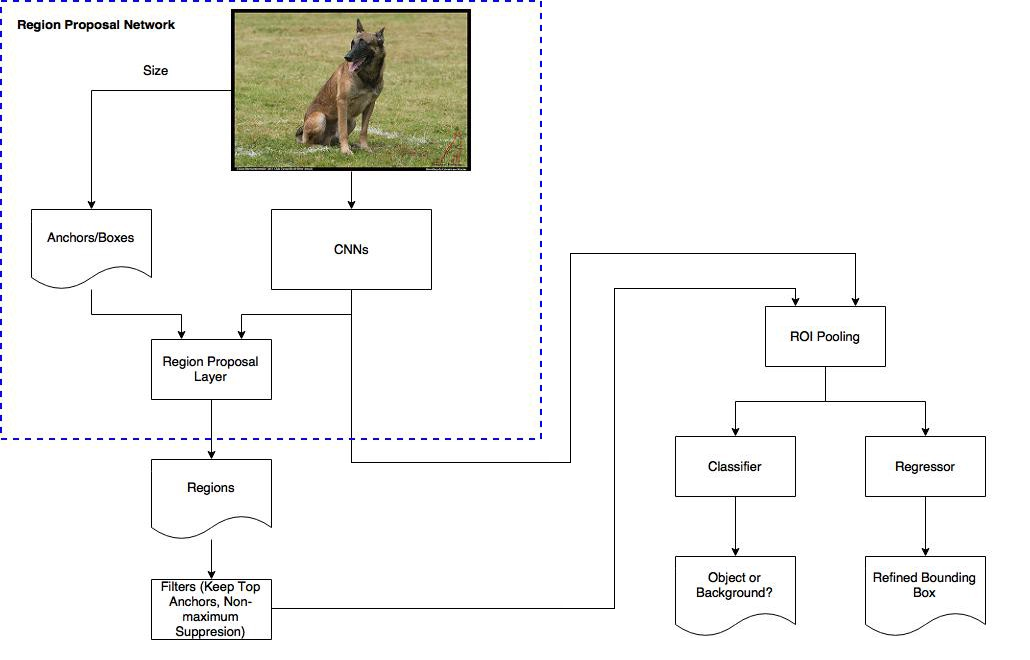 Region Proposal Network
Size
Anchors/Boxes
CNNs
ROI Pooling
Region Proposal
Layer
Classifier
Regressor
Regions
Object or
Background?
Refined Bounding
Box
Filters (Keep Top
Anchors, Non-
maximum
Suppresion)